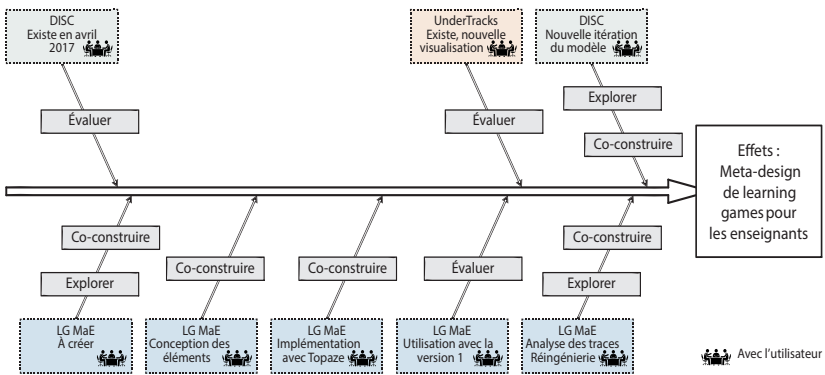 DISC
Existe en avril
2017
UnderTracks
Existe, nouvelle
visualisation
DISC
Nouvelle itération
du modèle
Évaluer
Évaluer
Explorer
Co-construire
Effets :
Meta-design
de learning
games pour
les enseignants
Co-construire
Explorer
Co-construire
Co-construire
Évaluer
Co-construire
Explorer
LG MaE
À créer
LG MaE
Conception des
éléments
LG MaE
Implémentation
avec Topaze
LG MaE
Utilisation avec la
version 1
LG MaE
Analyse des traces
Réingénierie
Avec l'utilisateur